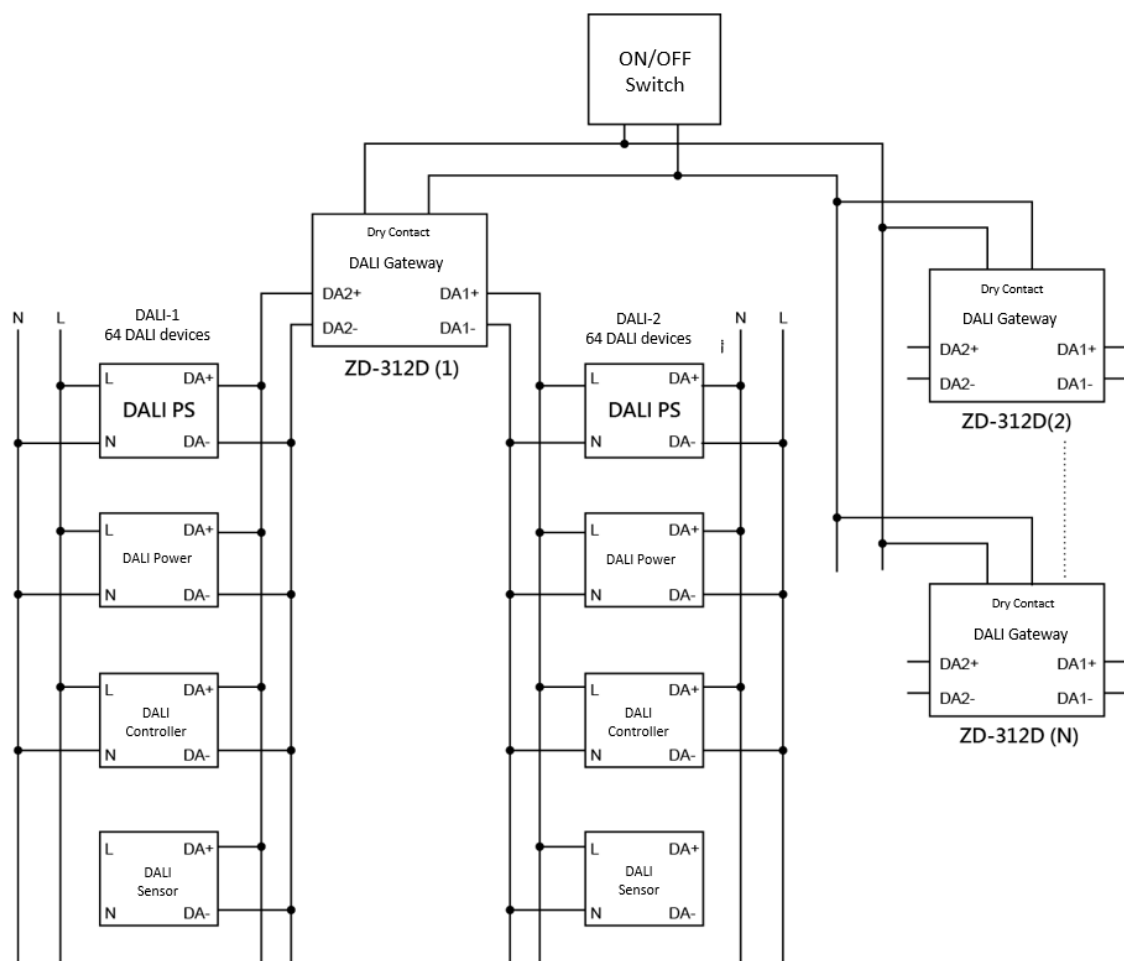 ON/OFF
Switch
Dry Contact
DALI Gateway
DA2+ DA1+
DA2- DA1-
ZD-312D (1)
Dry Contact
DALI Gateway
DA2+ DA1+
DA2- DA1-
ZD-312D(2)
Dry Contact
DALI Gateway
DA2+ DA1+
DA2- DA1-
ZD-312D (N)
N L
DALI-1
64 DALI devices
L DA+
DALI PS
N DA-
L DA+
DALI Power
N DA-
L DA+
DALI
Controller
N DA-
L DA+
DALI
Sensor
N DA-
DALI-2
64 DALI devices
N L
L DA+
DALI PS
N DA-
L DA+
DALI Power
N DA-
L DA+
DALI
Controller
N DA-
L DA+
DALI
Sensor
N DA-